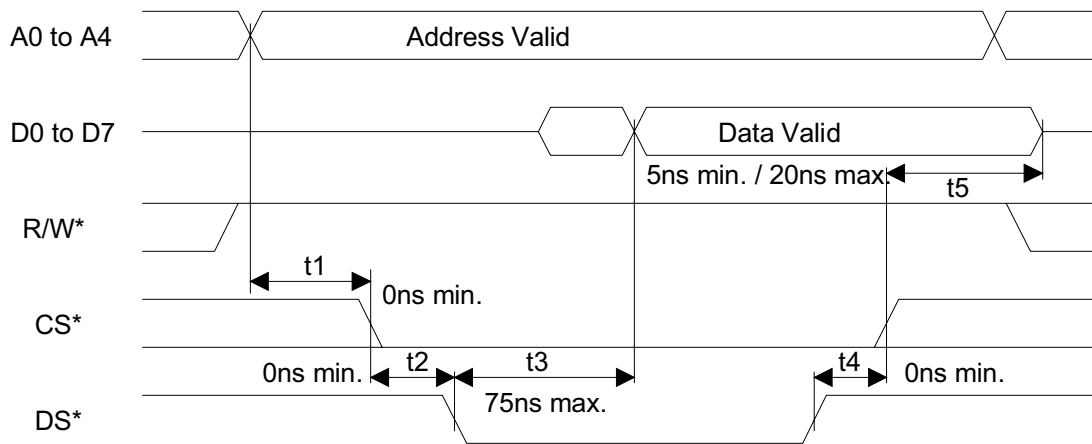 A0 to A4
Address Valid
D0 to D7
Data Valid
5ns min. / 20ns max.
t5
R/W*
t1
0ns min.
CS*
0ns min.
t2
t3
t4
0ns min.
75ns max.
DS*